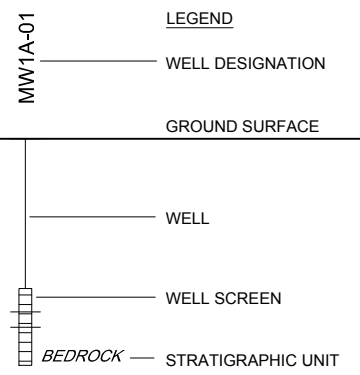 LEGEND
MW1A-01
WELL DESIGNATION
GROUND SURFACE
WELL
WELL SCREEN
BEDROCK
STRATIGRAPHIC UNIT